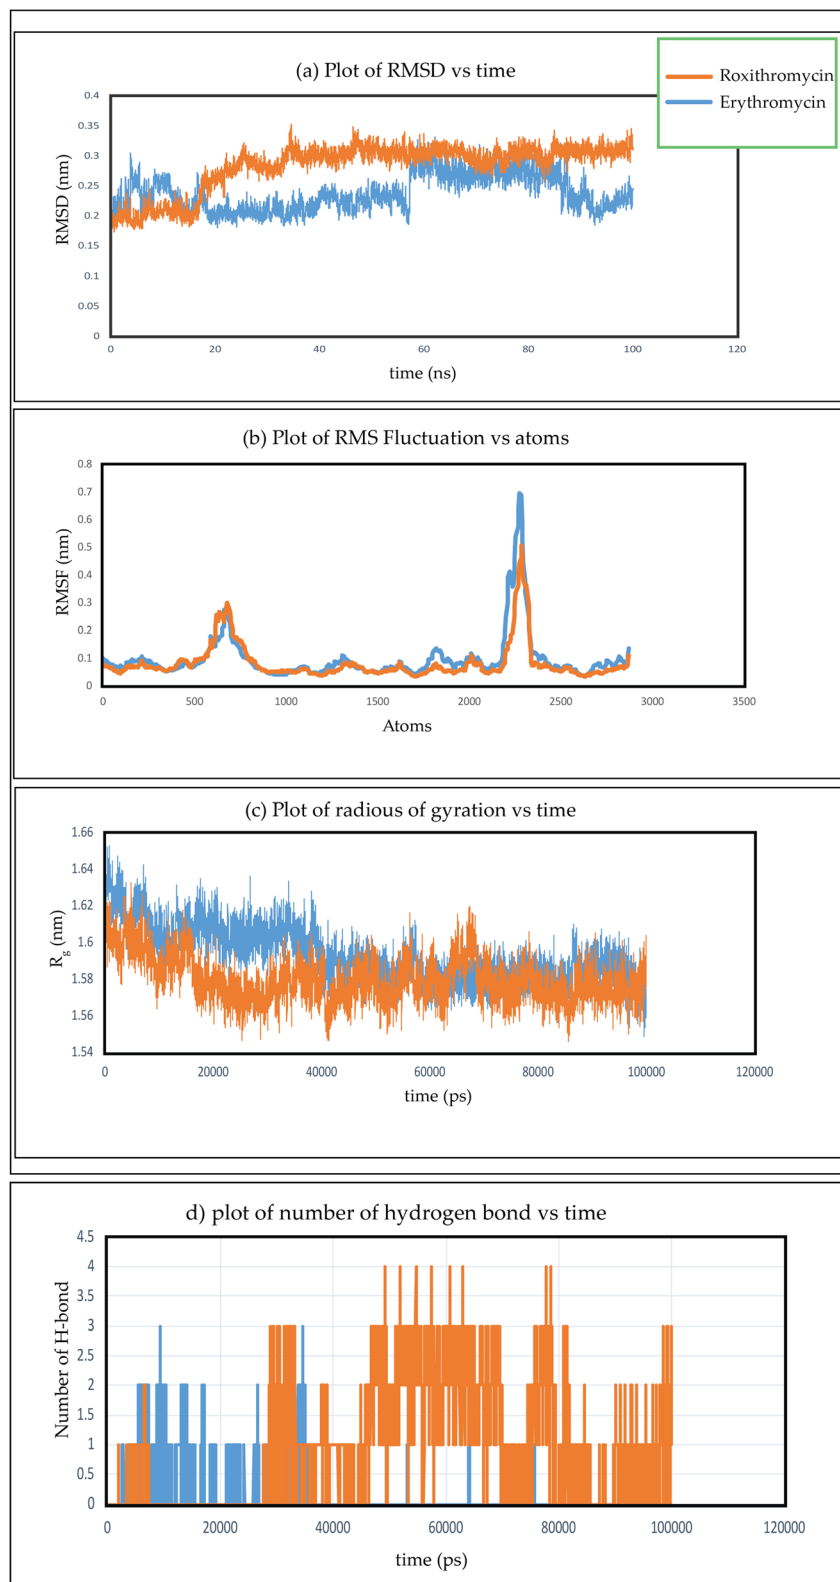 (a) Plot of RMSD vs time
Roxithromycin
Erythromycin
0.4
0.35
0.3
0.25
0.2
0.15
0.1
0.05
0
RMSD (nm)
0 20 40 60 80 100 120
time (ns)
(b) Plot of RMS Fluctuation vs atoms
0.8
0.7
0.6
0.5
0.4
0.3
0.2
0.1
0
RMSF (nm)
0 500 1000 1500 2000 2500 3000 3500
Atoms
(c) Plot of radious of gyration vs time
1.66
1.64
1.62
1.6
1.58
1.56
1.54
Rg (nm)
0 20000 40000 60000 80000 100000 120000
time (ps)
d) plot of number of hydrogen bond vs time
4.5
4
3.5
3
2.5
2
1.5
1
0.5
0
Number of H-bond
0 20000 40000 60000 80000 100000 120000
time (ps)